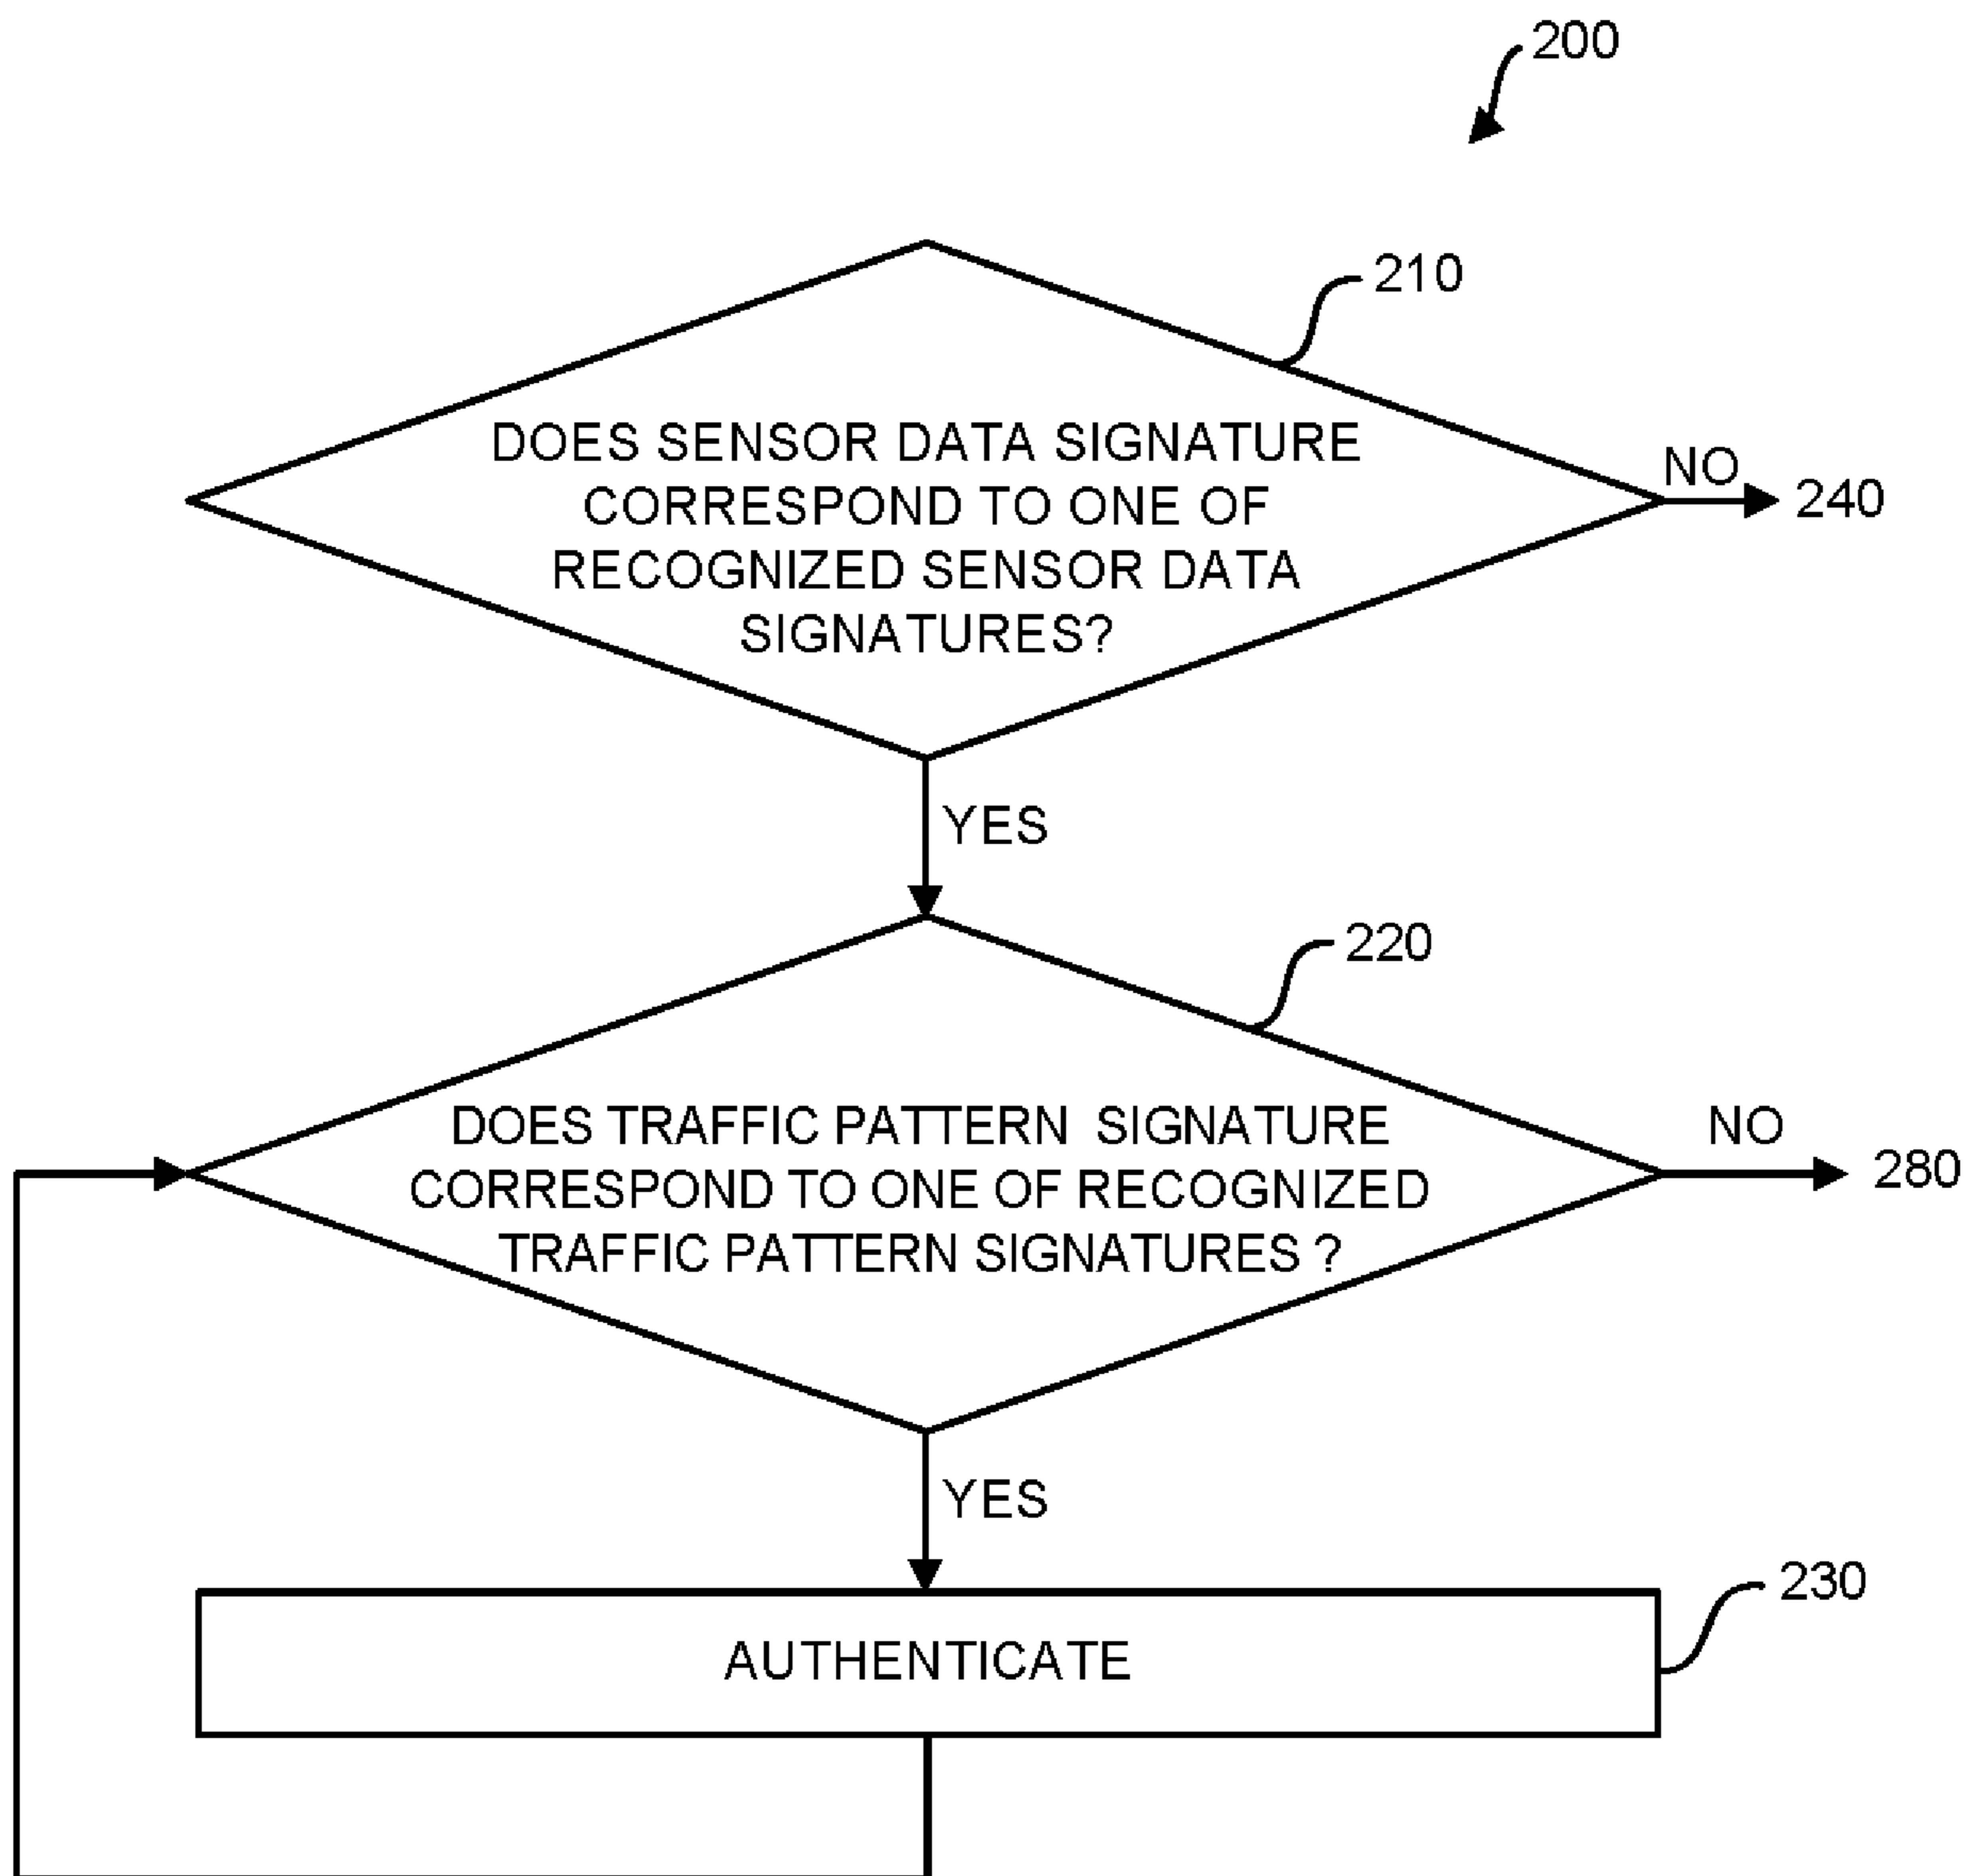 200
210
DOES SENSOR DATA SIGNATURE
CORRESPOND TO ONE OF
RECOGNIZED SENSOR DATA
SIGNATURES?
NO
240
YES
220
DOES TRAFFIC PATTERN SIGNATURE
CORRESPOND TO ONE OF RECOGNIZED
TRAFFIC PATTERN SIGNATURES ?
NO
280
YES
230
AUTHENTICATE